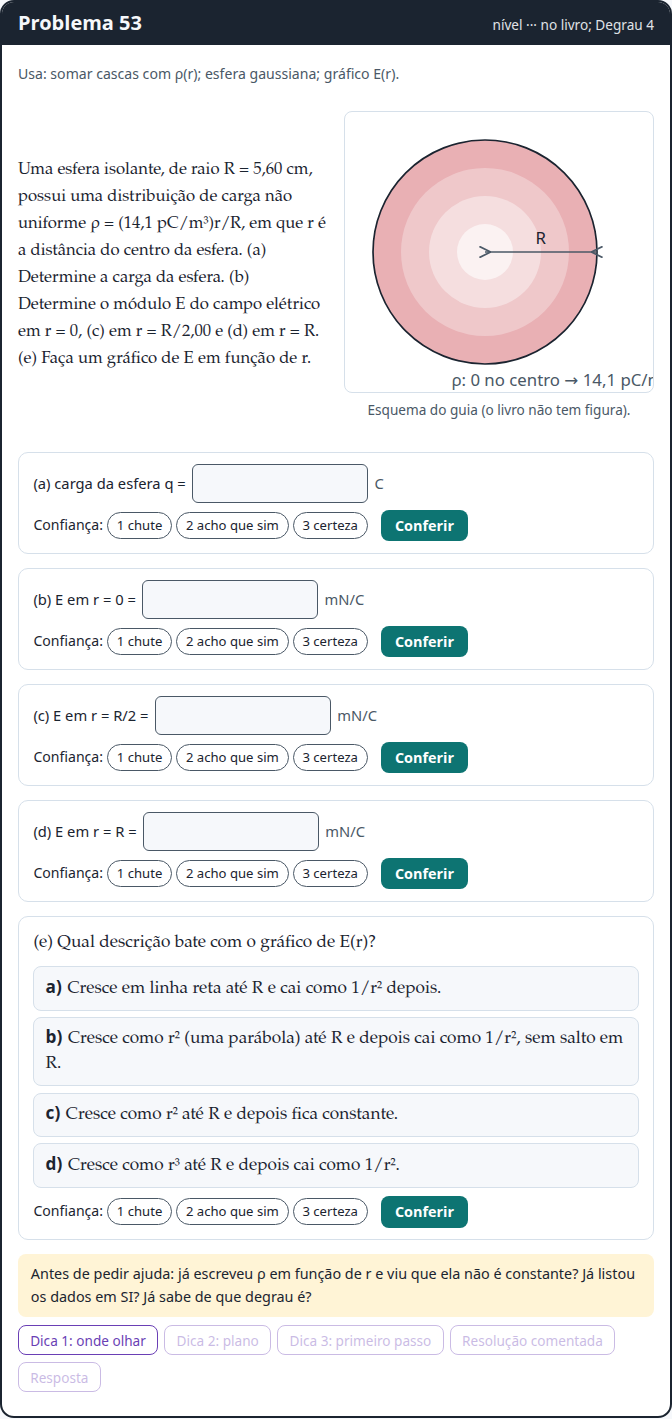 Problema 53
nível ··· no livro; Degrau 4
Usa: somar cascas com ρ(r); esfera gaussiana; gráfico E(r).
Uma esfera isolante, de raio R = 5,60 cm,
possui uma distribuição de carga não
uniforme ρ = (14,1 pC/m³)r/R, em que r é
a distância do centro da esfera. (a)
Determine a carga da esfera. (b)
Determine o módulo E do campo elétrico
em r = 0, (c) em r = R/2,00 e (d) em r = R.
(e) Faça um gráfico de E em função de r.
R
ρ: 0 no centro → 14,1 pC/
Esquema do guia (o livro não tem figura).
(a) carga da esfera q = C
Confiança: 1 chute 2 acho que sim 3 certeza Conferir
(b) E em r = 0 = mN/C
Confiança: 1 chute 2 acho que sim 3 certeza Conferir
(c) E em r = R/2 = mN/C
Confiança: 1 chute 2 acho que sim 3 certeza Conferir
(d) E em r = R = mN/C
Confiança: 1 chute 2 acho que sim 3 certeza Conferir
(e) Qual descrição bate com o gráfico de E(r)?
a) Cresce em linha reta até R e cai como 1/r² depois.
b) Cresce como r² (uma parábola) até R e depois cai como 1/r², sem salto em
R.
c) Cresce como r² até R e depois fica constante.
d) Cresce como r³ até R e depois cai como 1/r².
Confiança: 1 chute 2 acho que sim 3 certeza Conferir
Antes de pedir ajuda: já escreveu ρ em função de r e viu que ela não é constante? Já listou
os dados em SI? Já sabe de que degrau é?
Dica 1: onde olhar Dica 2: plano Dica 3: primeiro passo Resolução comentada
Resposta